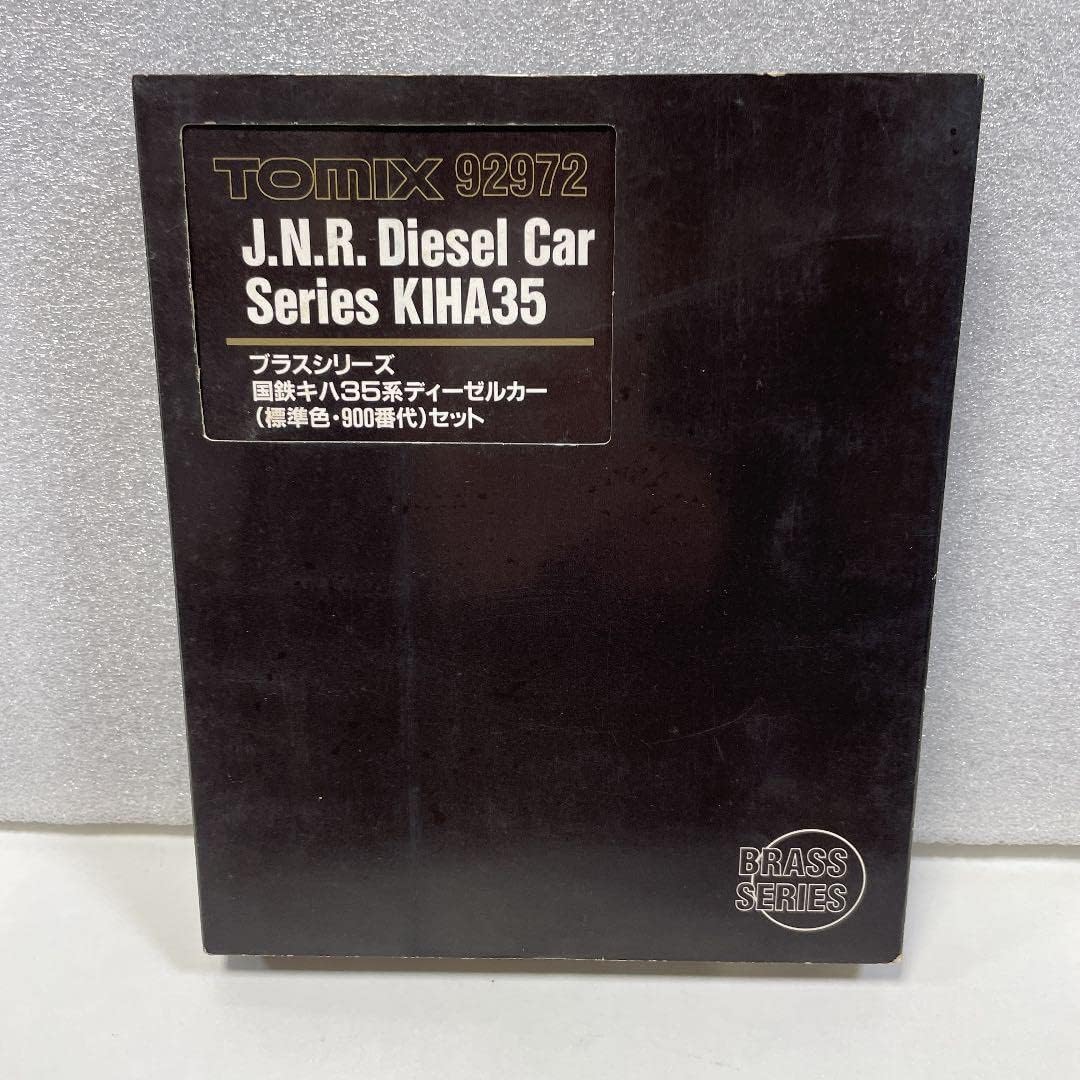 TOMIX 92972
J.N.R. Diesel Car
Series KIHA35
ブラスシリーズ
国鉄キハ35系ディーゼルカー
(標準色・900番代)セット
BRASS
SERIES